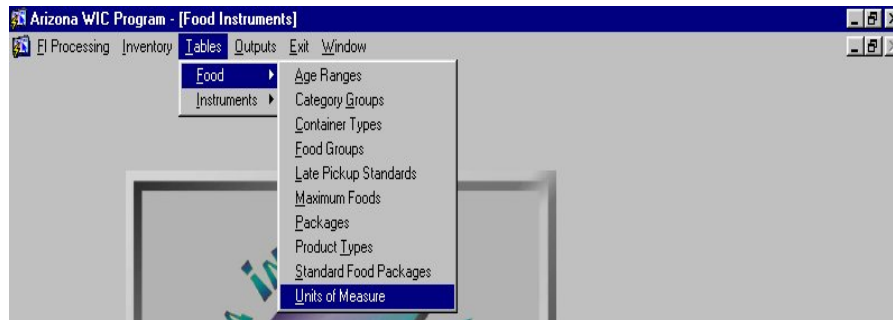 Arizona WIC Program - [Food Instruments]
FI Processing Inventory Tables Outputs Exit Window
Food
Instruments
Age Ranges
Category Groups
Container Types
Food Groups
Late Pickup Standards
Maximum Foods
Packages
Product Types
Standard Food Packages
Units of Measure